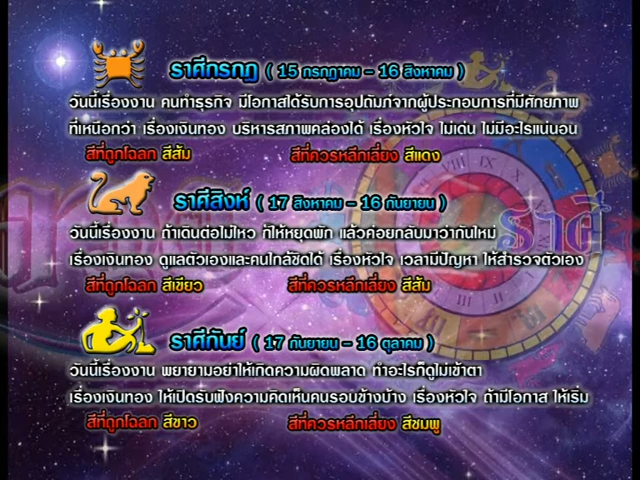 ราศีกรกฎ ( 15 กรกฎาคม - 16 สิงหาคม )
วันนี้เรื่องงาน คนทำธุรกิจ มีโอกาสได้รับการอุปถัมภ์จากผู้ประกอบการที่มีศักยภาพ
ที่เหนือกว่า เรื่องเงินทอง บริหารสภาพคล่องได้ เรื่องหัวใจ ไม่เด่น ไม่มีอะไรแน่นอน
สีที่ถูกโฉลก สีส้ม สีที่ควรหลีกเลี่ยง สีแดง
ราศีสิงห์ ( 17 สิงหาคม - 16 กันยายน )
วันนี้เรื่องงาน ถ้าเดินต่อไม่ไหว ก็ให้หยุดพัก แล้วค่อยกลับมาว่ากันใหม่
เรื่องเงินทอง ดูแลตัวเองและคนใกล้ชิดได้ เรื่องหัวใจ เวลามีปัญหา ให้สำรวจตัวเอง
สีที่ถูกโฉลก สีเขียว สีที่ควรหลีกเลี่ยง สีส้ม
ราศีกันย์ ( 17 กันยายน - 16 ตุลาคม )
วันนี้เรื่องงาน พยายามอย่าให้เกิดความผิดพลาด ทำอะไรก็ดูไม่เข้าตา
เรื่องเงินทอง ให้เปิดรับฟังความคิดเห็นคนรอบข้างบ้าง เรื่องหัวใจ ถ้ามีโอกาส ให้เริ่ม
สีที่ถูกโฉลก สีขาว สีที่ควรหลีกเลี่ยง สีชมพู
ราศี